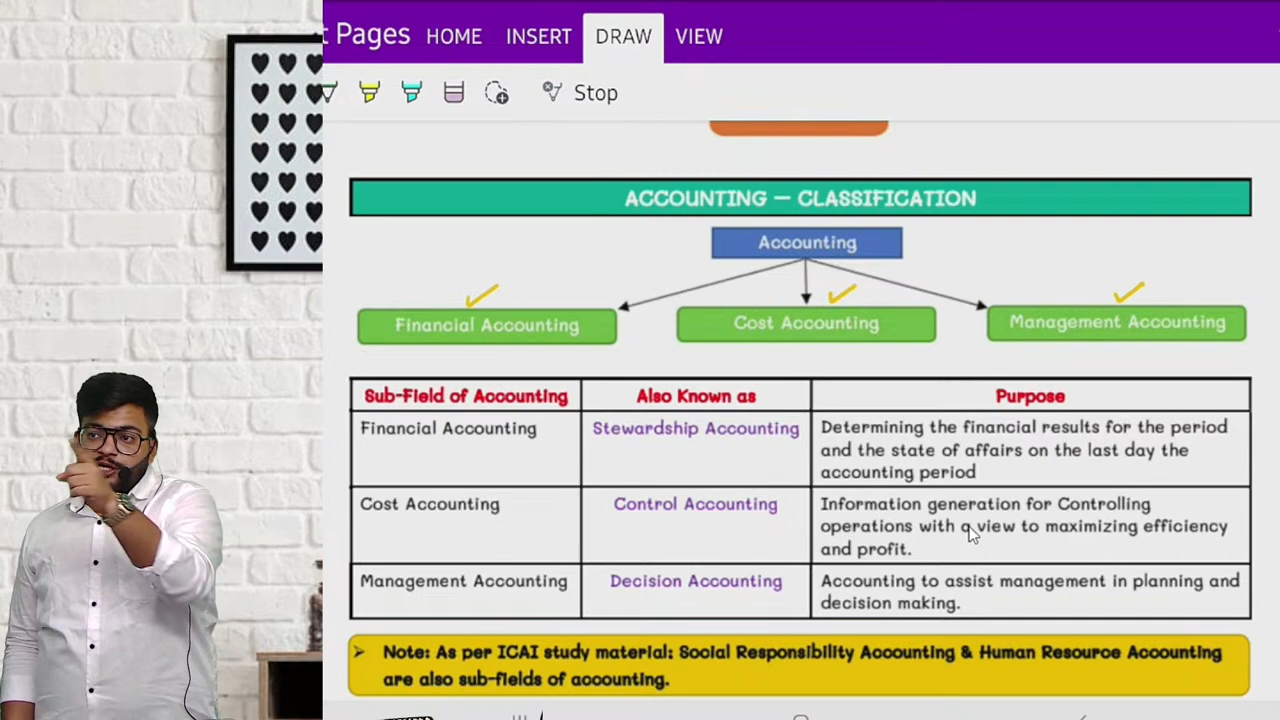 t Pages HOME INSERT DRAW VIEW
Stop
ACCOUNTING – CLASSIFICATION
Accounting
Financial Accounting
Cost Accounting
Management Accounting
Sub-Field of Accounting
Also Known as
Purpose
Financial Accounting
Stewardship Accounting
Determining the financial results for the period
and the state of affairs on the last day the
accounting period
Cost Accounting
Control Accounting
Information generation for Controlling
operations with a view to maximizing efficiency
and profit.
Management Accounting
Decision Accounting
Accounting to assist management in planning and
decision making.
➢ Note: As per ICAI study material; Social Responsibility Accounting & Human Resource Accounting
are also sub-fields of accounting.